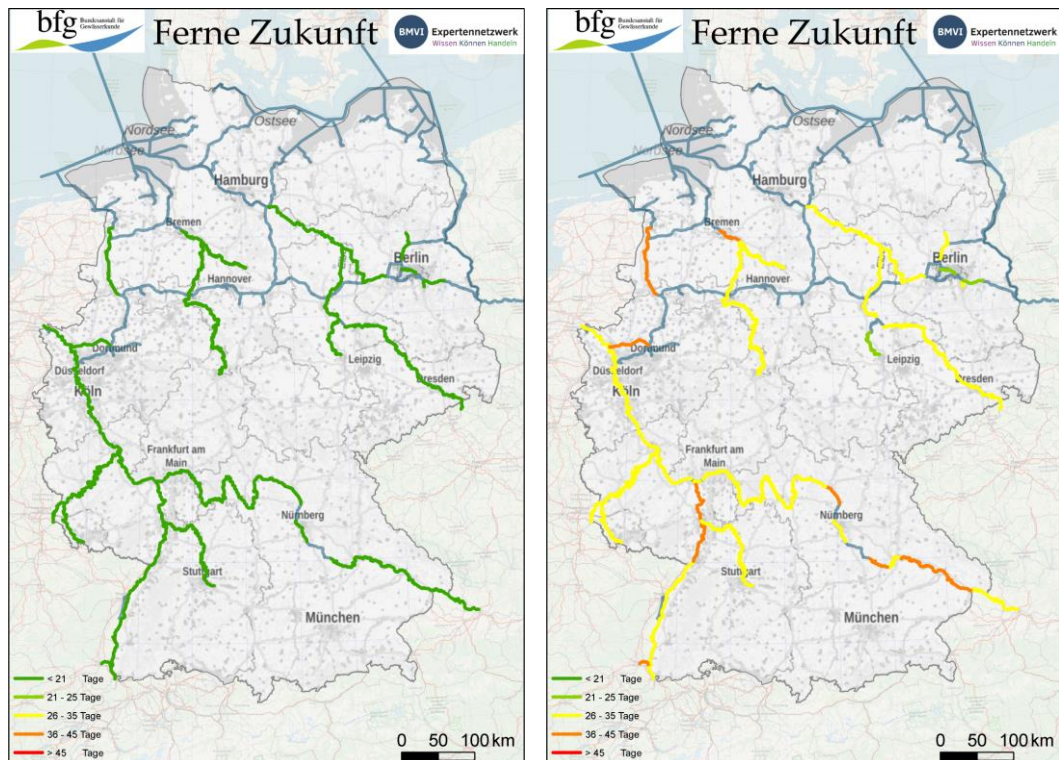 bfg Bundesanstalt für
Gewässerkunde
Ferne Zukunft
BMVI Expertennetzwerk
Wissen Können Handeln
Nordsee
Ostsee
Nordsee
Hamburg
Bremen
Berlin
Hannover
Dortmund
Leipzig
Düsseldorf
Dresden
Köln
Frankfurt am
Main
Nürnberg
Stuttgart
München
< 21 Tage
21 - 25 Tage
26 - 35 Tage
36 - 45 Tage
> 45 Tage
0 50 100 km
bfg Bundesanstalt für
Gewässerkunde
Ferne Zukunft
BMVI Expertennetzwerk
Wissen Können Handeln
Nordsee
Ostsee
Nordsee
Hamburg
Bremen
Berlin
Hannover
Dortmund
Leipzig
Düsseldorf
Dresden
Köln
Frankfurt am
Main
Nürnberg
Stuttgart
München
< 21 Tage
21 - 25 Tage
26 - 35 Tage
36 - 45 Tage
> 45 Tage
0 50 100 km